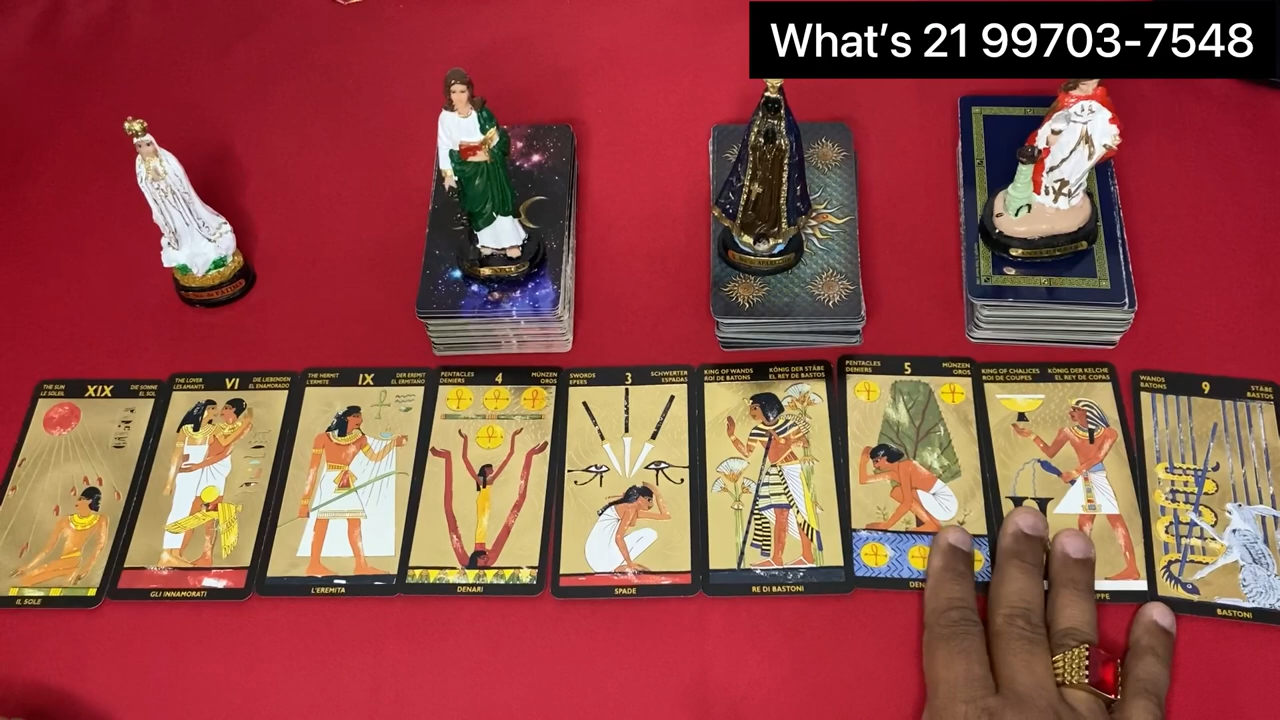 What's 21 99703-7548
THE SUN
LE SOLEIL
XIX
DIE SONNE
EL SOL
IL SOLE
THE LOVER
LES AMANTS
VI
DIE LIEBENDEN
EL ENAMORADO
GLI INNAMORATI
THE HERMIT
L'ERMITE
IX
DER EREMIT
EL ERMITAÑO
L'EREMITA
PENTACLES
DENIERS
4
MÜNZEN
OROS
DENARI
SWORDS
EPERS
3
SCHWERTER
ESPADAS
SPADE
KING OF WANDS
ROI DE BATONS
KÖNIG DER STÄBE
EL REY DE BASTOS
RE DI BASTONI
PENTACLES
DENIERS
5
MÜNZEN
OROS
DEN
KING OF CHALICES
ROI DE COUPES
KÖNIG DER KELCHE
EL REY DE COPAS
PPE
WANDS
BATONS
9
STÄBE
BASTOS
BASTONI